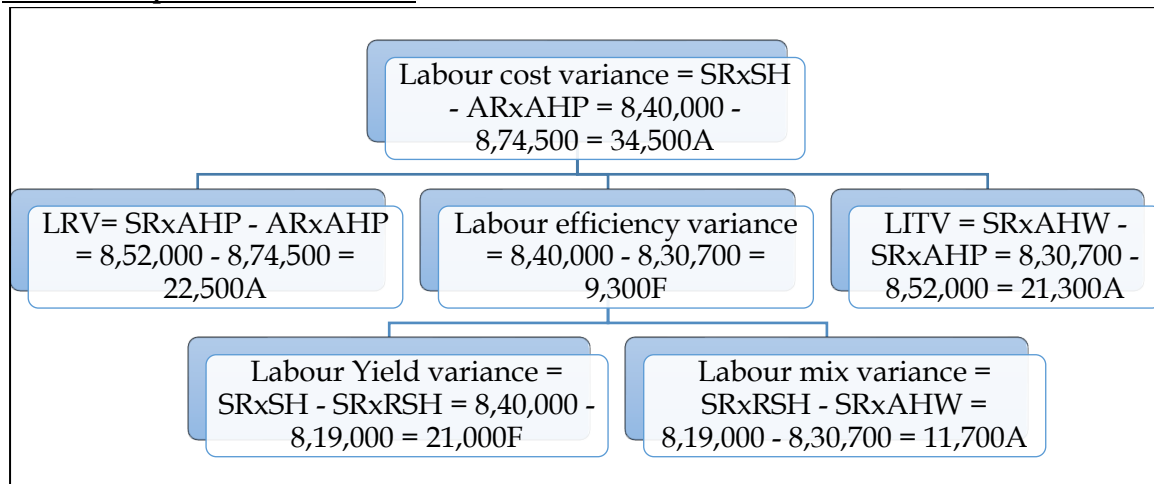 Labour cost variance = SRxSH
- ARxAHP = 8,40,000 -
8,74,500 = 34,500A
LRV= SRxAHP - ARxAHP
= 8,52,000 - 8,74,500 =
22,500A
Labour efficiency variance
= 8,40,000 - 8,30,700 =
9,300F
LITV = SRxAHW -
SRxAHP = 8,30,700 -
8,52,000 = 21,300A
Labour Yield variance =
SRxSH - SRxRSH = 8,40,000 -
8,19,000 = 21,000F
Labour mix variance =
SRxRSH - SRxAHW =
8,19,000 - 8,30,700 = 11,700A